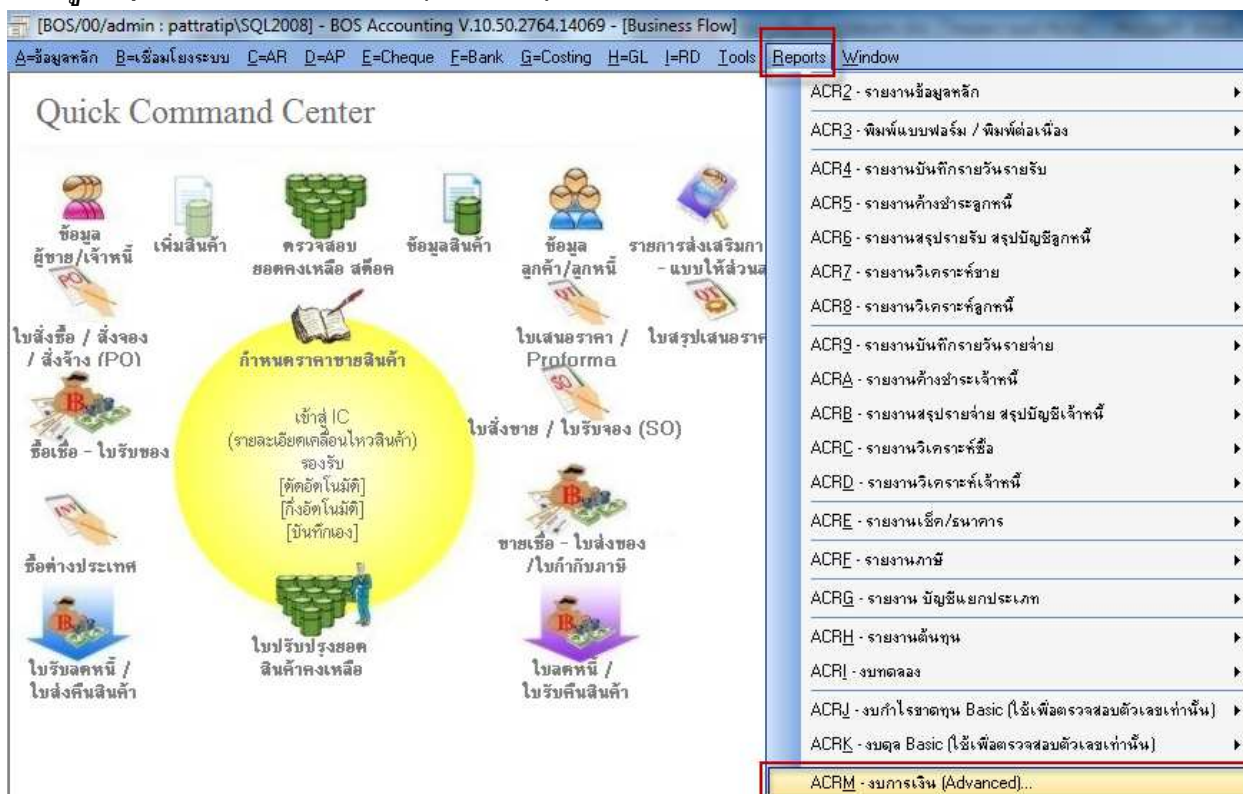 [BOS/00/admin : pattratip\SQL2008] - BOS Accounting V.10.50.2764.14069 - [Business Flow]
A=ข้อมูลหลัก B=เชื่อมโยงระบบ C=AR D=AP E=Cheque F=Bank G=Costing H=GL I=RD Tools Reports Window
Quick Command Center
ข้อมูล
ผู้ขาย/เจ้าหนี้
เพิ่มสินค้า
ตรวจสอบ
ยอดคงเหลือ สต๊อค
ข้อมูลสินค้า
ข้อมูล
ลูกค้า/ลูกหนี้
รายการส่งเสริมกา
- แบบให้ส่วนล
ใบสั่งซื้อ / สั่งจอง
/ สั่งจ้าง (PO)
กำหนดราคาขายสินค้า
ใบเสนอราคา /
Proforma
ใบสรุปเสนอราค
ซื้อเชื่อ - ใบรับของ
เข้าสู่ IC
(รายละเอียดเคลื่อนไหวสินค้า)
รองรับ
[ตัดอัตโนมัติ]
[กึ่งอัตโนมัติ]
[บันทึกเอง]
ใบสั่งขาย / ใบรับจอง (SO)
ซื้อต่างประเทศ
ขายเชื่อ - ใบส่งของ
/ใบกำกับภาษี
ใบรับลดหนี้ /
ใบส่งคืนสินค้า
ใบปรับปรุงยอด
สินค้าคงเหลือ
ใบลดหนี้ /
ใบรับคืนสินค้า
ACR2 - รายงานข้อมูลหลัก
ACR3 - พิมพ์แบบฟอร์ม / พิมพ์ต่อเนื่อง
ACR4 - รายงานบันทึกรายวันรายรับ
ACR5 - รายงานค้างชำระลูกหนี้
ACR6 - รายงานสรุปรายรับ สรุปบัญชีลูกหนี้
ACR7 - รายงานวิเคราะห์ขาย
ACR8 - รายงานวิเคราะห์ลูกหนี้
ACR9 - รายงานบันทึกรายวันรายจ่าย
ACRA - รายงานค้างชำระเจ้าหนี้
ACRB - รายงานสรุปรายจ่าย สรุปบัญชีเจ้าหนี้
ACRC - รายงานวิเคราะห์ซื้อ
ACRD - รายงานวิเคราะห์เจ้าหนี้
ACRE - รายงานเช็ค/ธนาคาร
ACRF - รายงานภาษี
ACRG - รายงาน บัญชีแยกประเภท
ACRH - รายงานต้นทุน
ACRI - งบทดลอง
ACRJ - งบกำไรขาดทุน Basic (ใช้เพื่อตรวจสอบตัวเลขเท่านั้น)
ACRK - งบดุล Basic (ใช้เพื่อตรวจสอบตัวเลขเท่านั้น)
ACRM - งบการเงิน (Advanced)...